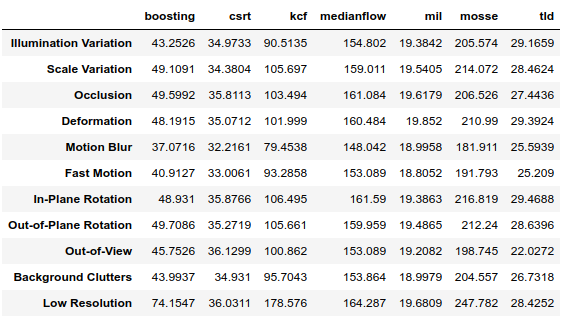 boosting csrt kcf medianflow mil mosse tld
Illumination Variation 43.2526 34.9733 90.5135 154.802 19.3842 205.574 29.1659
Scale Variation 49.1091 34.3804 105.697 159.011 19.5405 214.072 28.4624
Occlusion 49.5992 35.8113 103.494 161.084 19.6179 206.526 27.4436
Deformation 48.1915 35.0712 101.999 160.484 19.852 210.99 29.3924
Motion Blur 37.0716 32.2161 79.4538 148.042 18.9958 181.911 25.5939
Fast Motion 40.9127 33.0061 93.2858 153.089 18.8052 191.793 25.209
In-Plane Rotation 48.931 35.8766 106.495 161.59 19.3863 216.819 29.4688
Out-of-Plane Rotation 49.7086 35.2719 105.661 159.959 19.4865 212.24 28.6396
Out-of-View 45.7526 36.1299 100.862 153.089 19.2082 198.745 22.0272
Background Clutters 43.9937 34.931 95.7043 153.864 18.9979 204.557 26.7318
Low Resolution 74.1547 36.0311 178.576 164.287 19.6809 247.782 28.4252